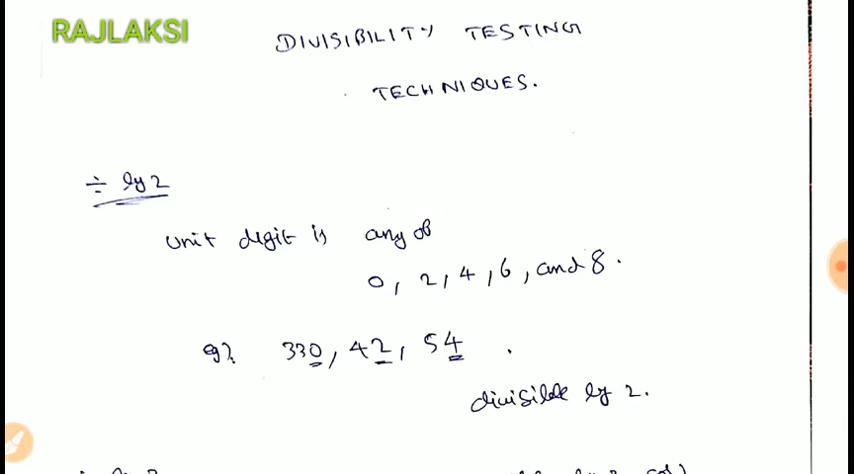 RAJLAKSI
DIVISIBILITY TESTING
TECHNIQUES.
÷ by 2
unit digit is any of
0, 2, 4, 6, and 8.
eg? 330, 42, 54.
divisible by 2.